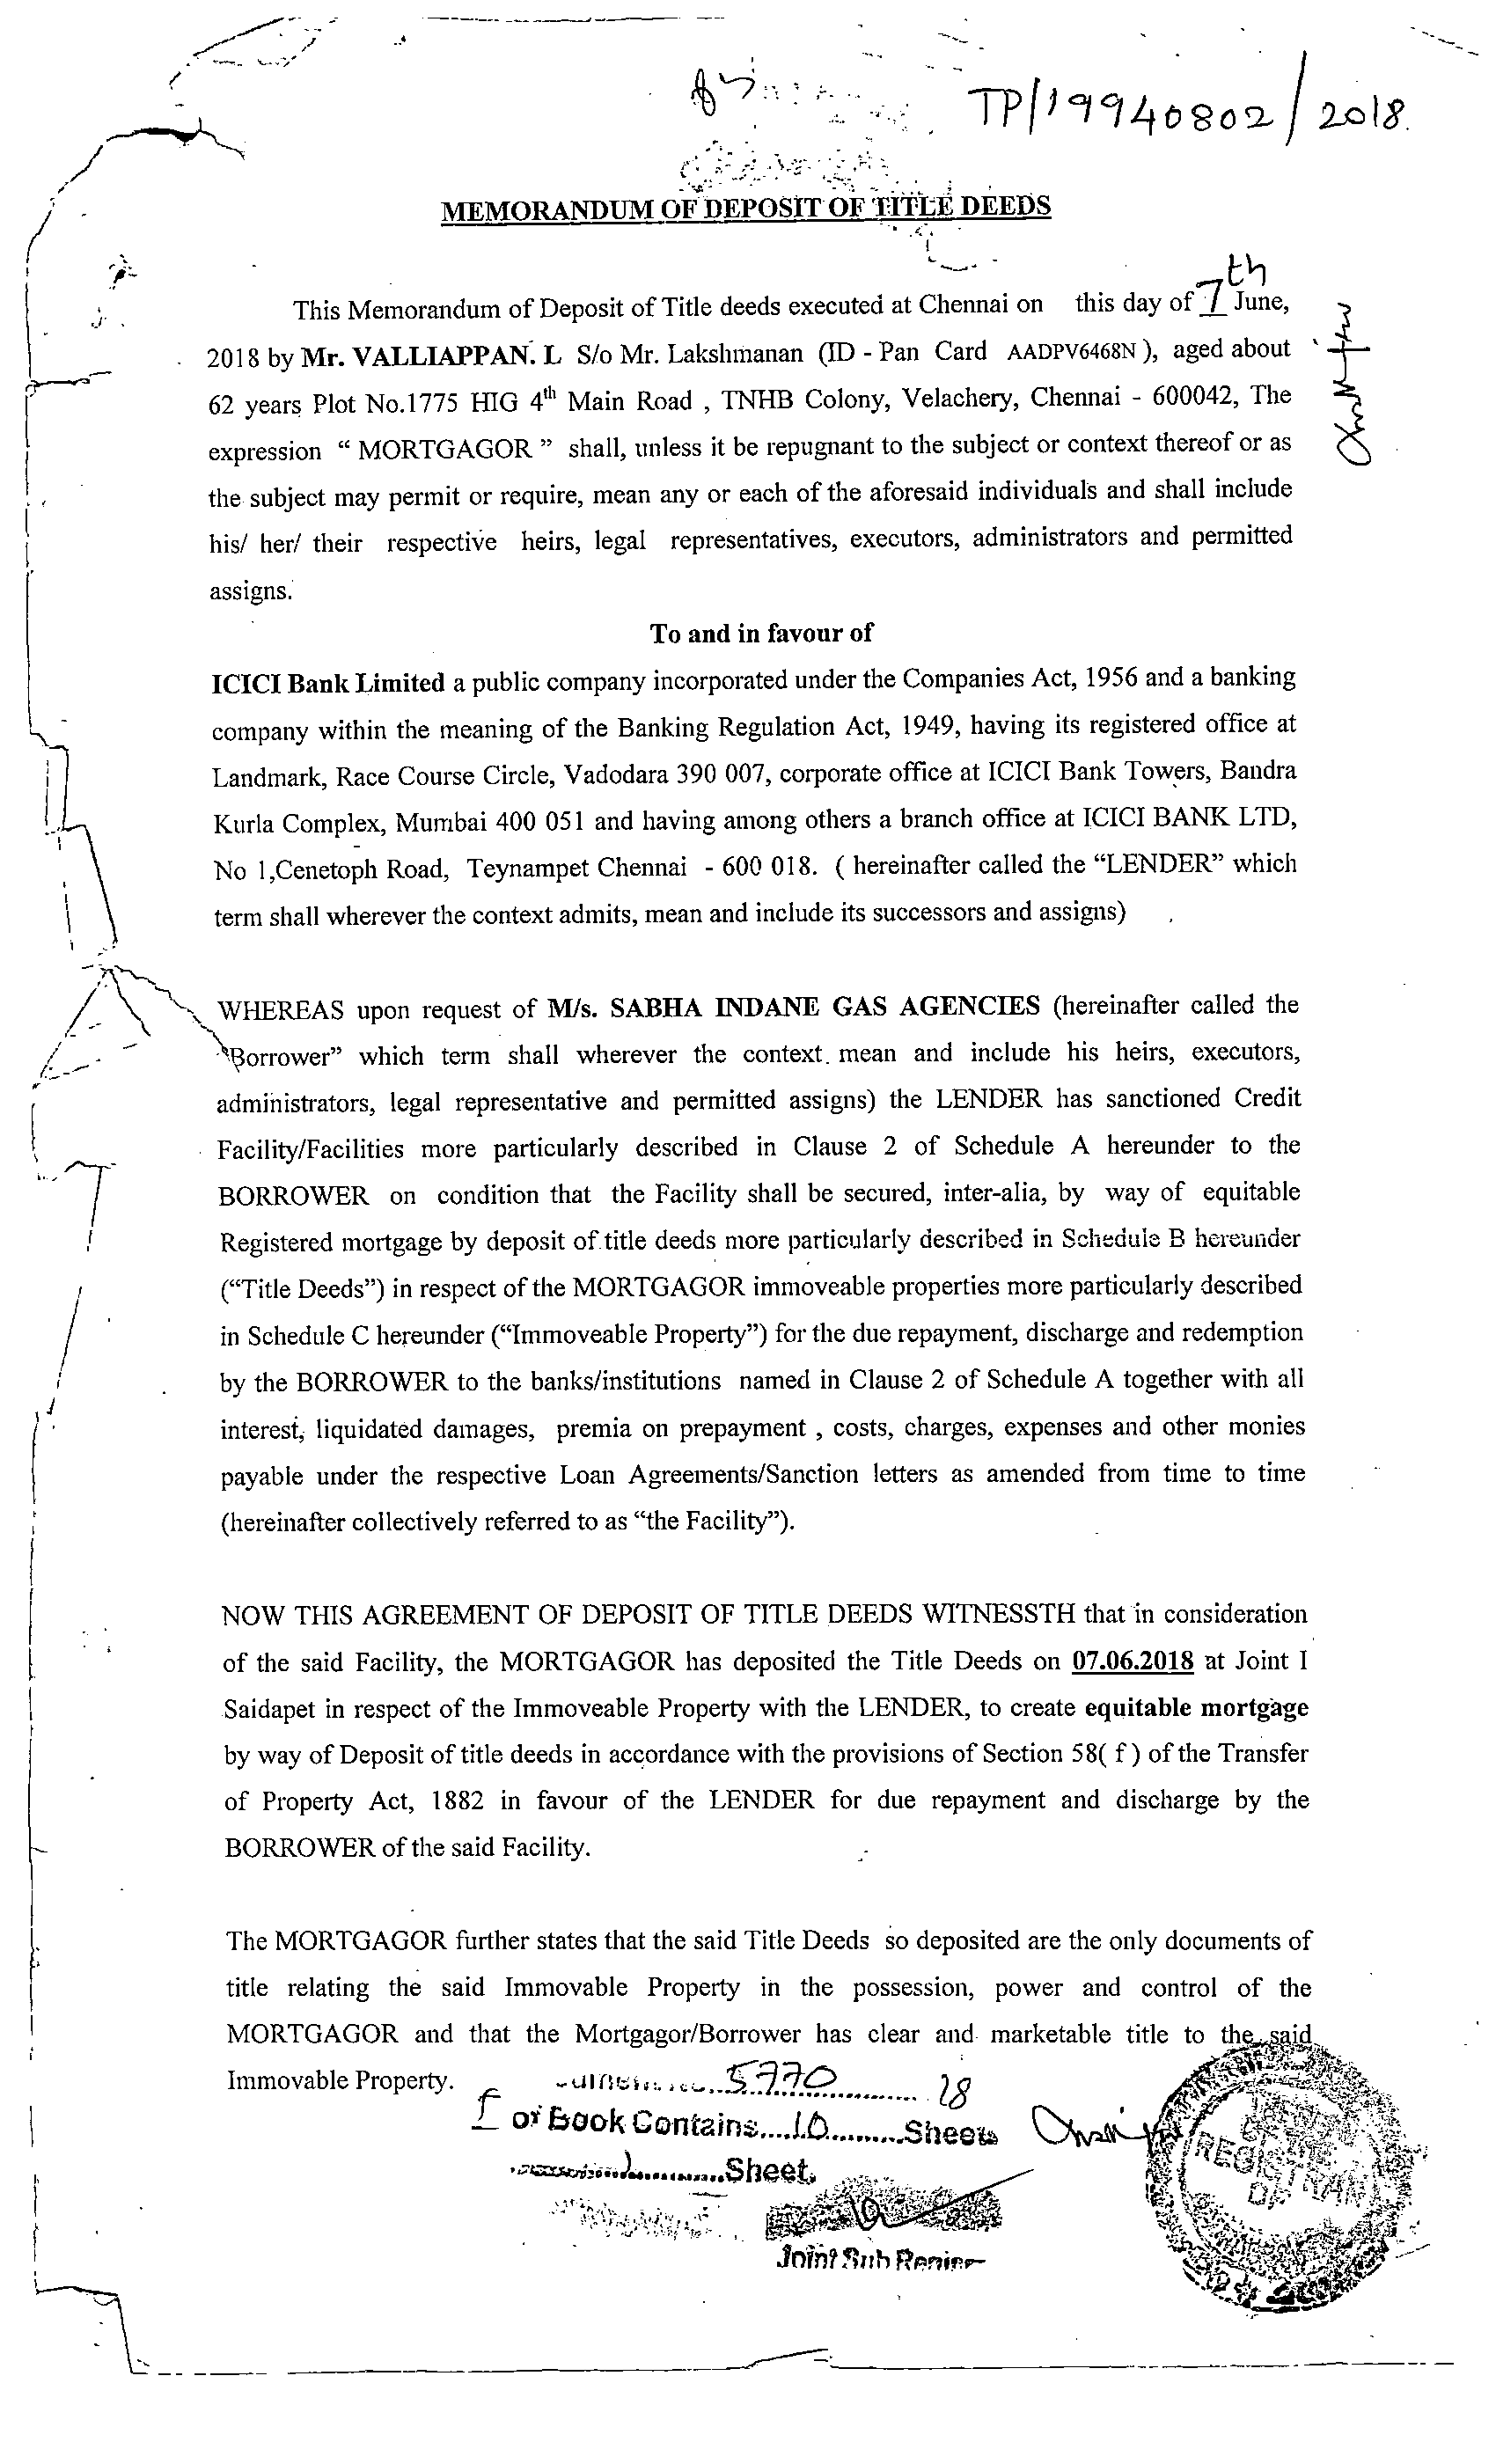 TP/19940802/2018.
MEMORANDUM OF DEPOSIT OF TITLE DEEDS
This Memorandum of Deposit of Title deeds executed at Chennai on this day of 7th June,
2018 by Mr. VALLIAPPAN. L S/o Mr. Lakshmanan (ID - Pan Card AADPV6468N ), aged about
62 years Plot No.1775 HIG 4th Main Road , TNHB Colony, Velachery, Chennai - 600042, The
expression “ MORTGAGOR ” shall, unless it be repugnant to the subject or context thereof or as
the subject may permit or require, mean any or each of the aforesaid individuals and shall include
his/ her/ their respective heirs, legal representatives, executors, administrators and permitted
assigns.
To and in favour of
ICICI Bank Limited a public company incorporated under the Companies Act, 1956 and a banking
company within the meaning of the Banking Regulation Act, 1949, having its registered office at
Landmark, Race Course Circle, Vadodara 390 007, corporate office at ICICI Bank Towers, Bandra
Kurla Complex, Mumbai 400 051 and having among others a branch office at ICICI BANK LTD,
No 1,Cenetoph Road, Teynampet Chennai - 600 018. ( hereinafter called the “LENDER” which
term shall wherever the context admits, mean and include its successors and assigns)
WHEREAS upon request of M/s. SABHA INDANE GAS AGENCIES (hereinafter called the
“Borrower” which term shall wherever the context. mean and include his heirs, executors,
administrators, legal representative and permitted assigns) the LENDER has sanctioned Credit
Facility/Facilities more particularly described in Clause 2 of Schedule A hereunder to the
BORROWER on condition that the Facility shall be secured, inter-alia, by way of equitable
Registered mortgage by deposit of title deeds more particularly described in Schedule B hereunder
(“Title Deeds”) in respect of the MORTGAGOR immoveable properties more particularly described
in Schedule C hereunder (“Immoveable Property”) for the due repayment, discharge and redemption
by the BORROWER to the banks/institutions named in Clause 2 of Schedule A together with all
interest, liquidated damages, premia on prepayment , costs, charges, expenses and other monies
payable under the respective Loan Agreements/Sanction letters as amended from time to time
(hereinafter collectively referred to as “the Facility”).
NOW THIS AGREEMENT OF DEPOSIT OF TITLE DEEDS WITNESSTH that in consideration
of the said Facility, the MORTGAGOR has deposited the Title Deeds on 07.06.2018 at Joint I
Saidapet in respect of the Immoveable Property with the LENDER, to create equitable mortgage
by way of Deposit of title deeds in accordance with the provisions of Section 58( f ) of the Transfer
of Property Act, 1882 in favour of the LENDER for due repayment and discharge by the
BORROWER of the said Facility.
The MORTGAGOR further states that the said Title Deeds so deposited are the only documents of
title relating the said Immovable Property in the possession, power and control of the
MORTGAGOR and that the Mortgagor/Borrower has clear and marketable title to the said
Immovable Property.
5770 18
I of Book Contains....10..........Sheets
1 Sheet.
Joint Sub